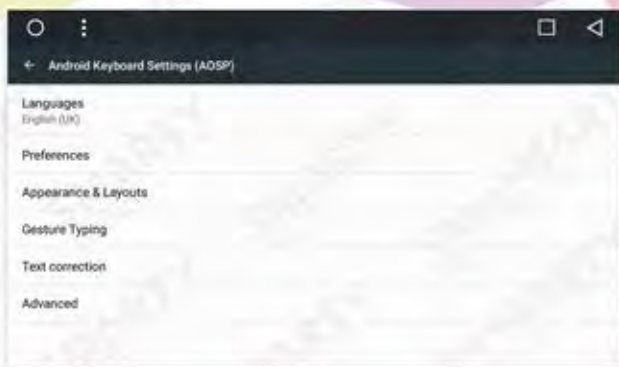 Android Keyboard Settings (AOSP)
Languages
English (UK)
Preferences
Appearance & Layouts
Gesture Typing
Text correction
Advanced